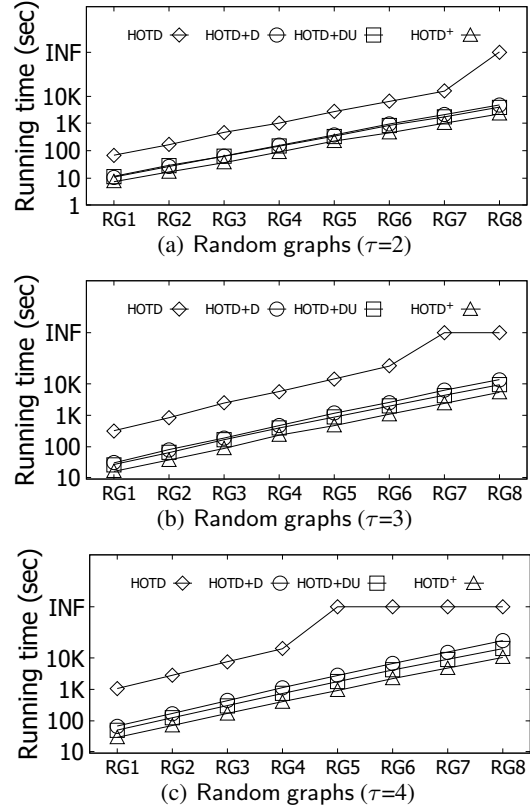 HOTD HOTD+D HOTD+DU HOTD+
Running time (sec)
INF
10K
1K
100
10
1
RG1 RG2 RG3 RG4 RG5 RG6 RG7 RG8
(a) Random graphs (τ=2)
HOTD HOTD+D HOTD+DU HOTD+
Running time (sec)
INF
10K
1K
100
10
RG1 RG2 RG3 RG4 RG5 RG6 RG7 RG8
(b) Random graphs (τ=3)
HOTD HOTD+D HOTD+DU HOTD+
Running time (sec)
INF
10K
1K
100
10
RG1 RG2 RG3 RG4 RG5 RG6 RG7 RG8
(c) Random graphs (τ=4)